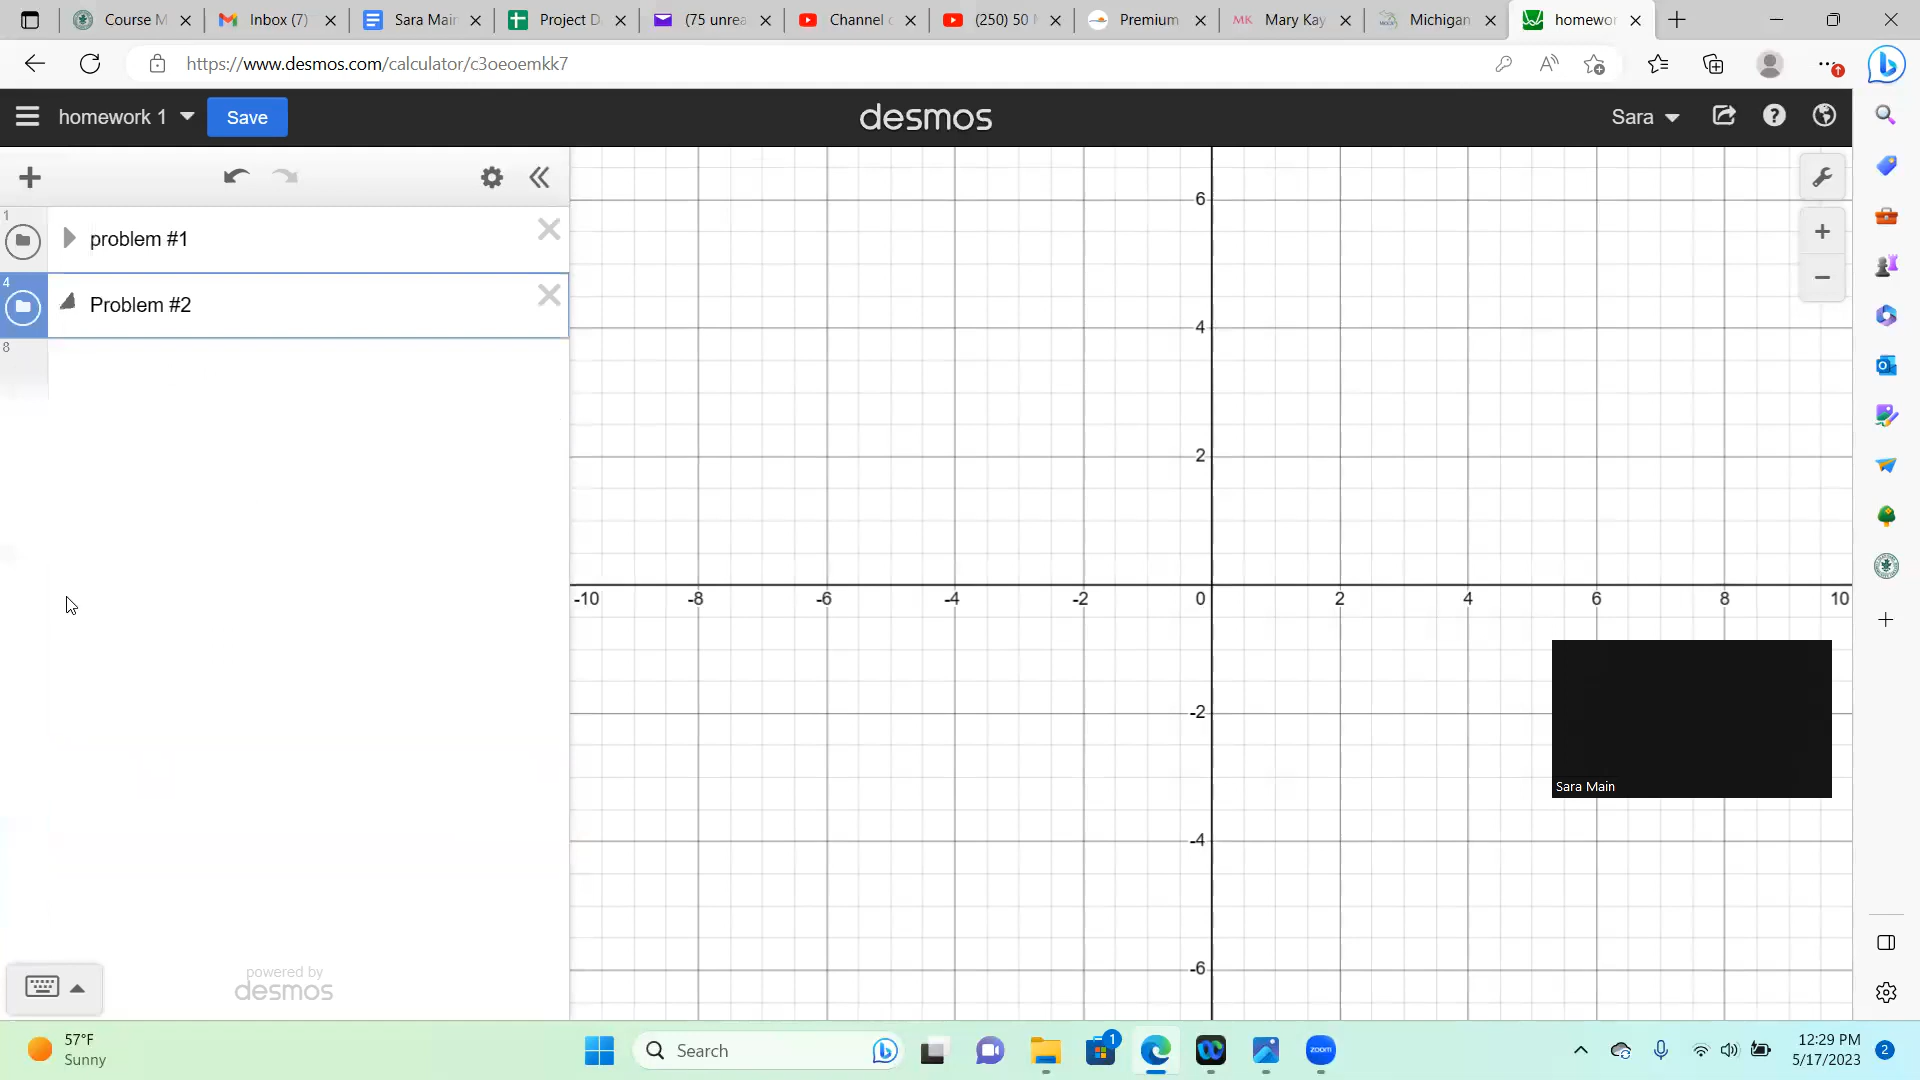 Course M
Inbox (7)
Sara Main
Project D
(75 unrea
Channel
(250) 50
Premium
MK Mary Kay
Michigan
homewor
https://www.desmos.com/calculator/c3oeoemkk7
homework 1
Save
desmos
Sara
1
problem #1
4
Problem #2
8
6
4
2
-10 -8 -6 -4 -2 0 2 4 6 8 10
-2
-4
-6
Sara Main
powered by
desmos
57°F
Sunny
Search
1
zoom
12:29 PM
5/17/2023
2